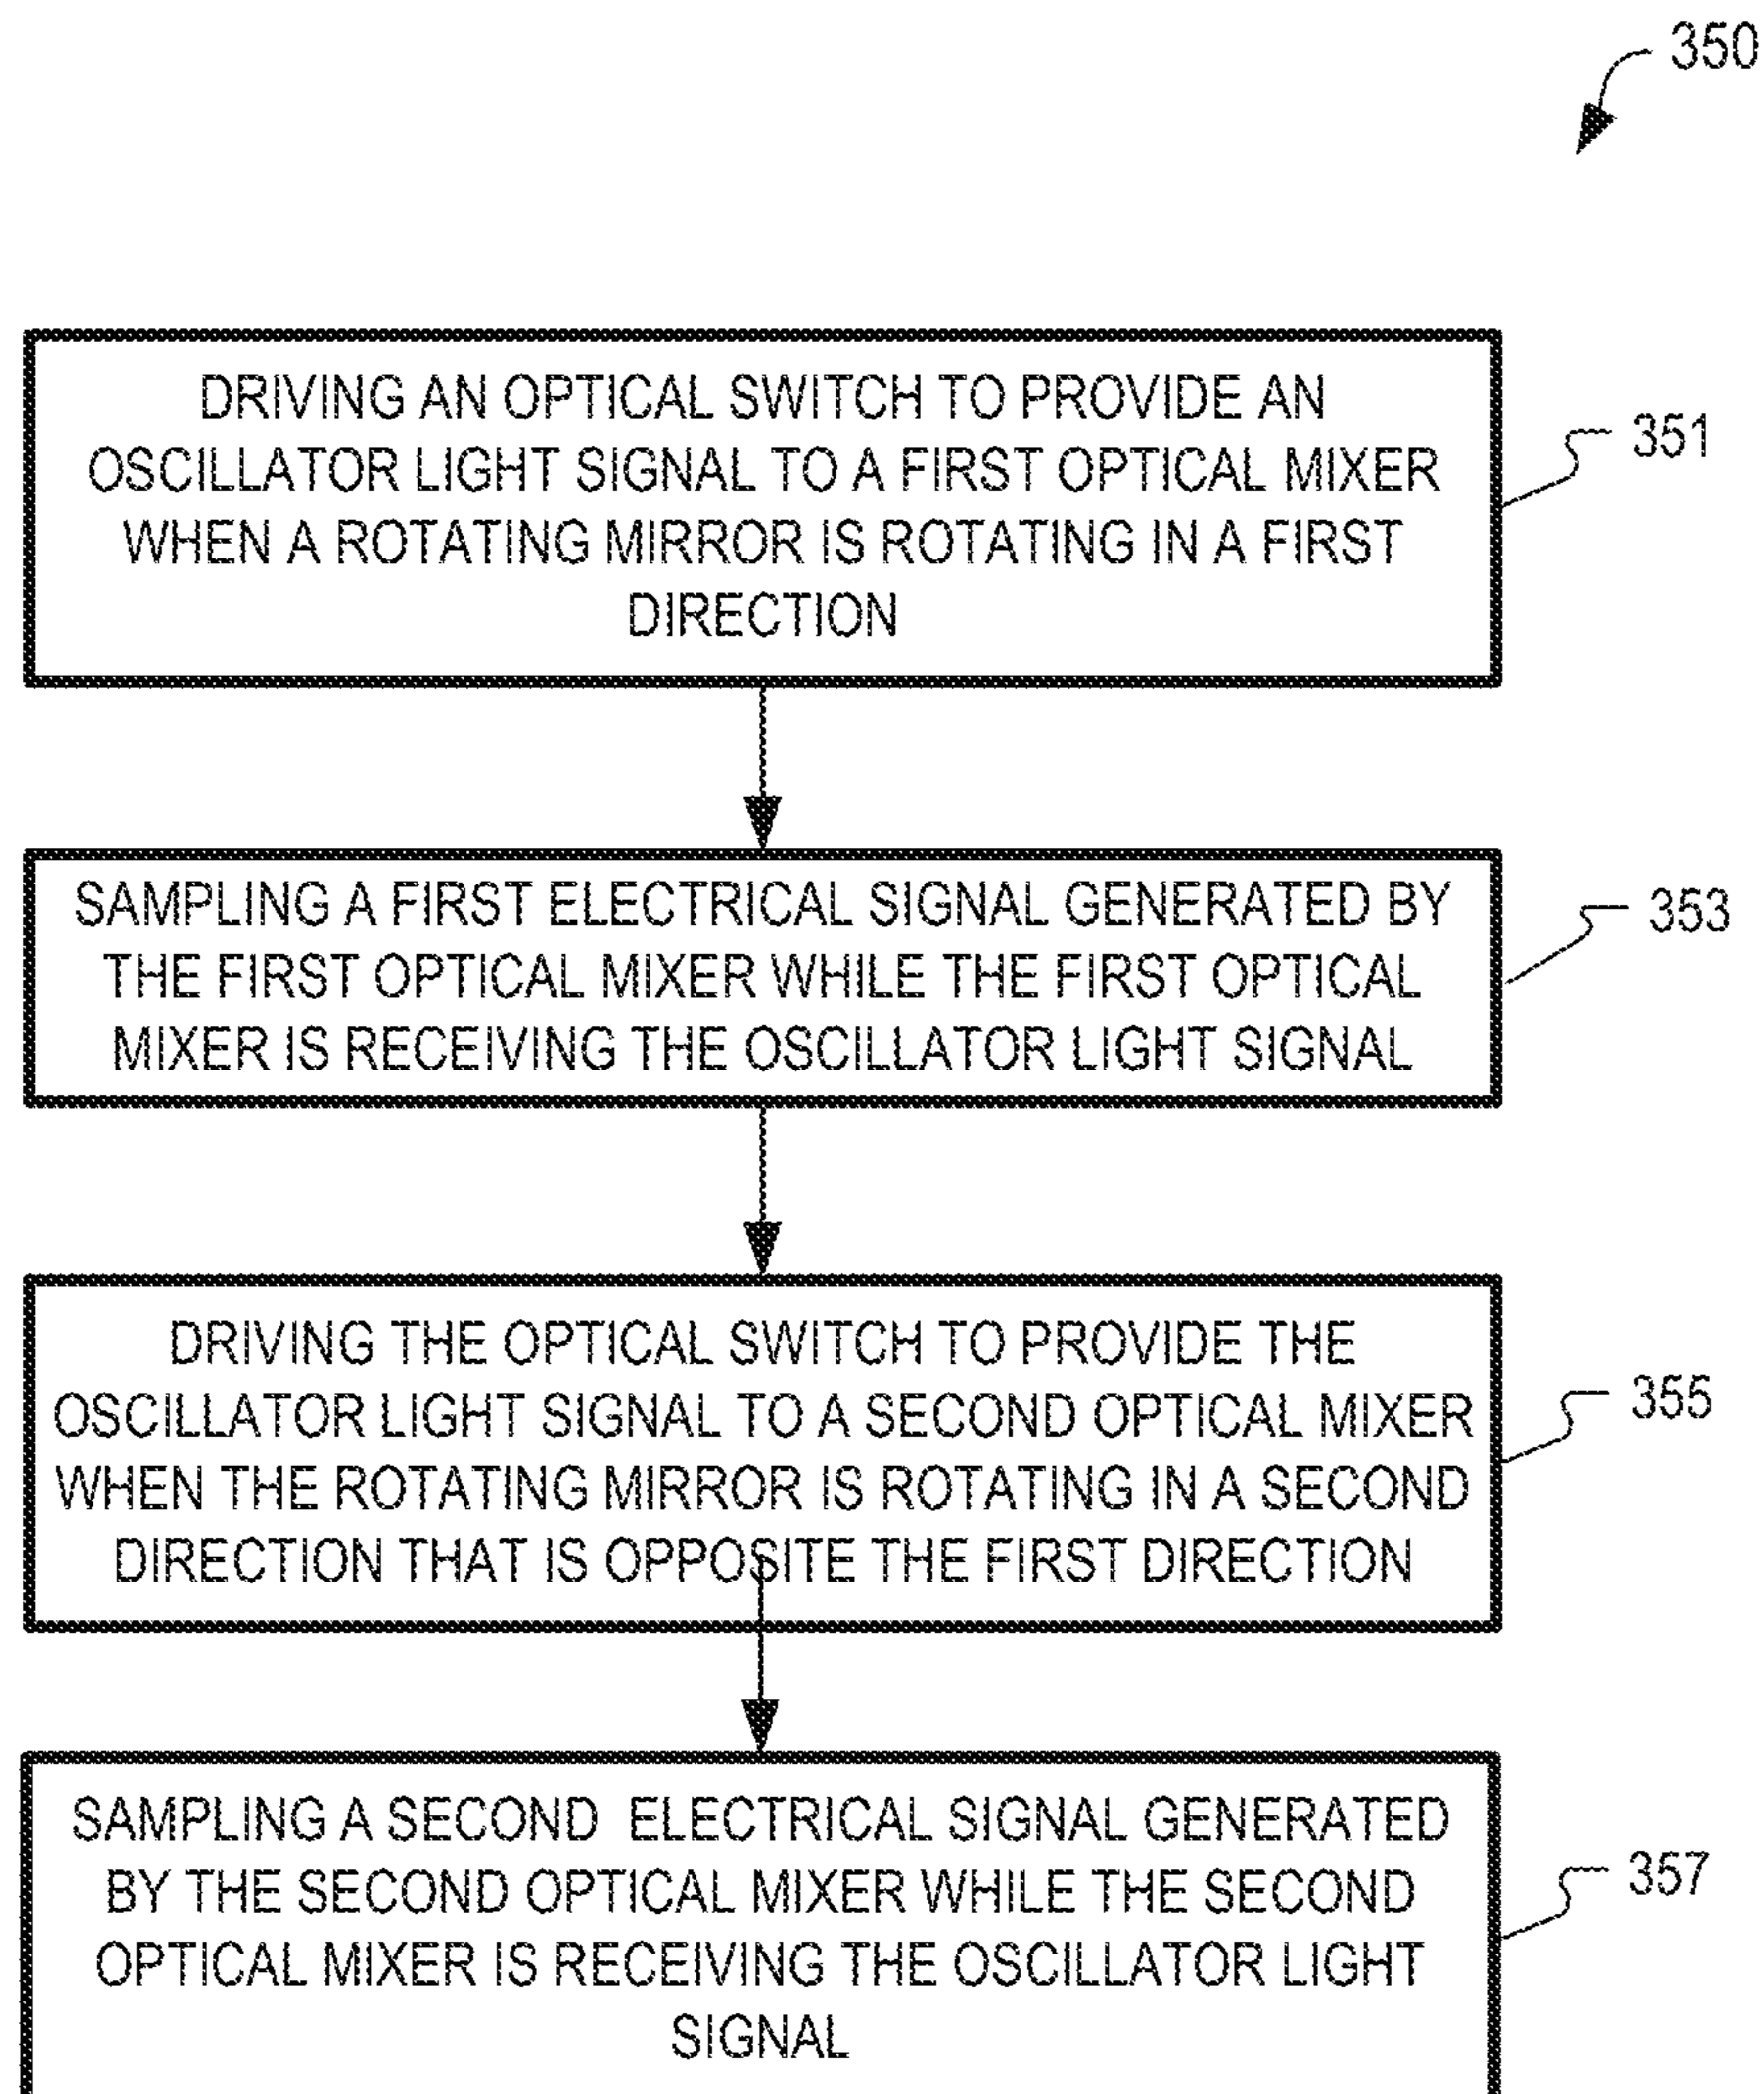 350
DRIVING AN OPTICAL SWITCH TO PROVIDE AN
OSCILLATOR LIGHT SIGNAL TO A FIRST OPTICAL MIXER
WHEN A ROTATING MIRROR IS ROTATING IN A FIRST
DIRECTION
351
SAMPLING A FIRST ELECTRICAL SIGNAL GENERATED BY
THE FIRST OPTICAL MIXER WHILE THE FIRST OPTICAL
MIXER IS RECEIVING THE OSCILLATOR LIGHT SIGNAL
353
DRIVING THE OPTICAL SWITCH TO PROVIDE THE
OSCILLATOR LIGHT SIGNAL TO A SECOND OPTICAL MIXER
WHEN THE ROTATING MIRROR IS ROTATING IN A SECOND
DIRECTION THAT IS OPPOSITE THE FIRST DIRECTION
355
SAMPLING A SECOND ELECTRICAL SIGNAL GENERATED
BY THE SECOND OPTICAL MIXER WHILE THE SECOND
OPTICAL MIXER IS RECEIVING THE OSCILLATOR LIGHT
SIGNAL
357